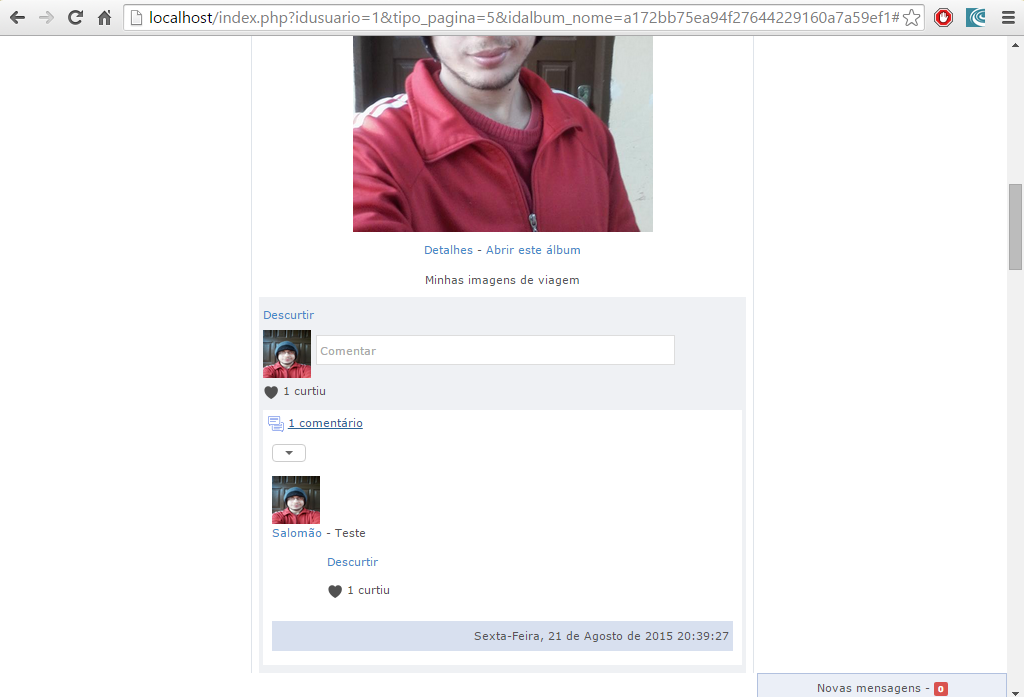 localhost/index.php?idusuario=1&tipo_pagina=5&idalbum_nome=a172bb75ea94f27644229160a7a59ef1#
Detalhes - Abrir este álbum
Minhas imagens de viagem
Descurtir
Comentar
1 curtiu
1 comentário
Salomão - Teste
Descurtir
1 curtiu
Sexta-Feira, 21 de Agosto de 2015 20:39:27
Novas mensagens - 0